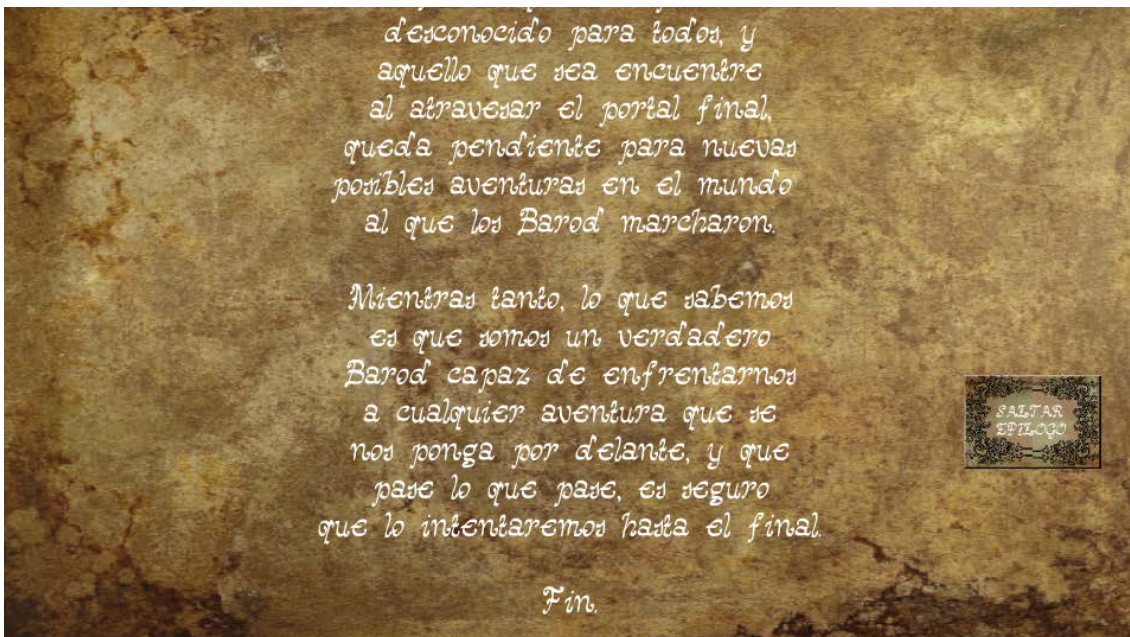 desconocido para todos, y
aquello que sea encuentre
al atravesar el portal final,
queda pendiente para nuevas
posibles aventuras en el mundo
al que los Barod marcharon.
Mientras tanto, lo que sabemos
es que somos un verdadero
Barod capaz de enfrentarnos
a cualquier aventura que se
nos ponga por delante, y que
pase lo que pase, es seguro
que lo intentaremos hasta el final.
Fin.
SALTAR
EPILOGO